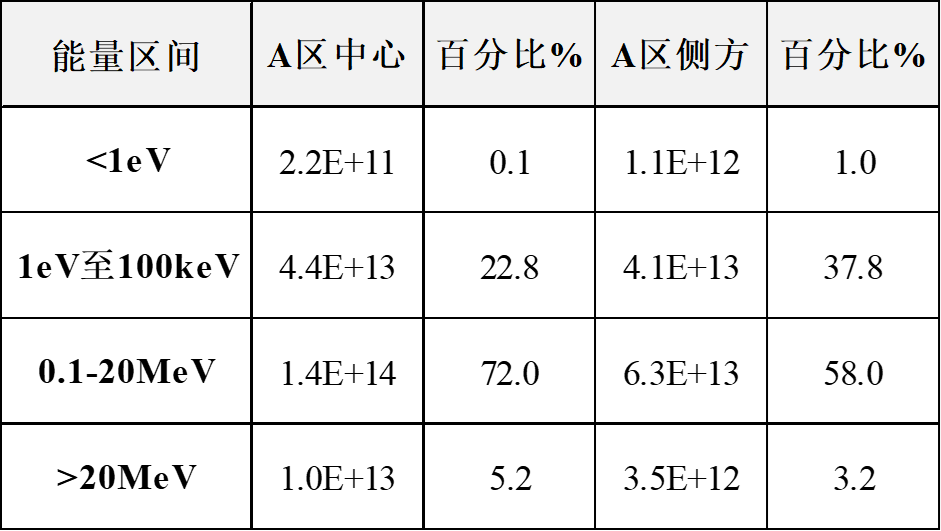 能量区间 A区中心 百分比% A区侧方 百分比%
<1eV 2.2E+11 0.1 1.1E+12 1.0
1eV至100keV 4.4E+13 22.8 4.1E+13 37.8
0.1-20MeV 1.4E+14 72.0 6.3E+13 58.0
>20MeV 1.0E+13 5.2 3.5E+12 3.2